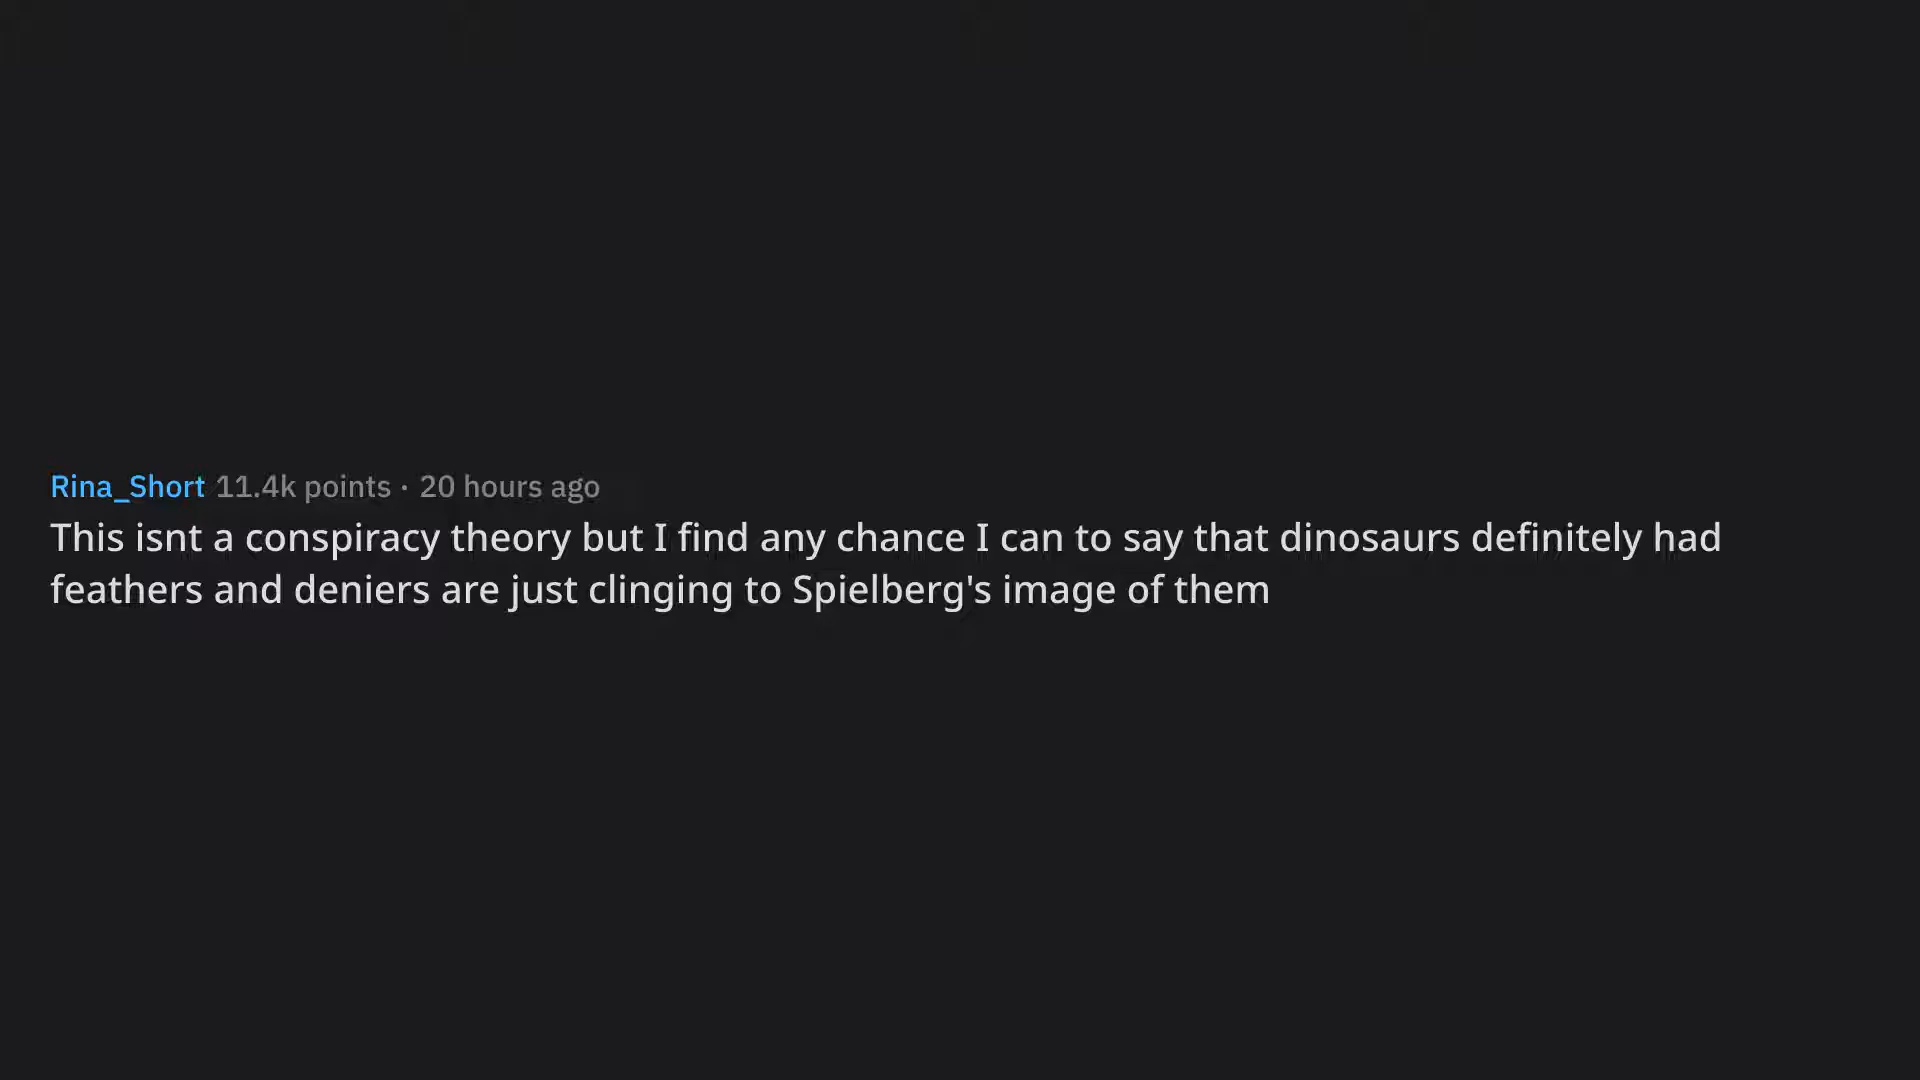 Rina_Short 11.4k points · 20 hours ago
This isnt a conspiracy theory but I find any chance I can to say that dinosaurs definitely had
feathers and deniers are just clinging to Spielberg's image of them